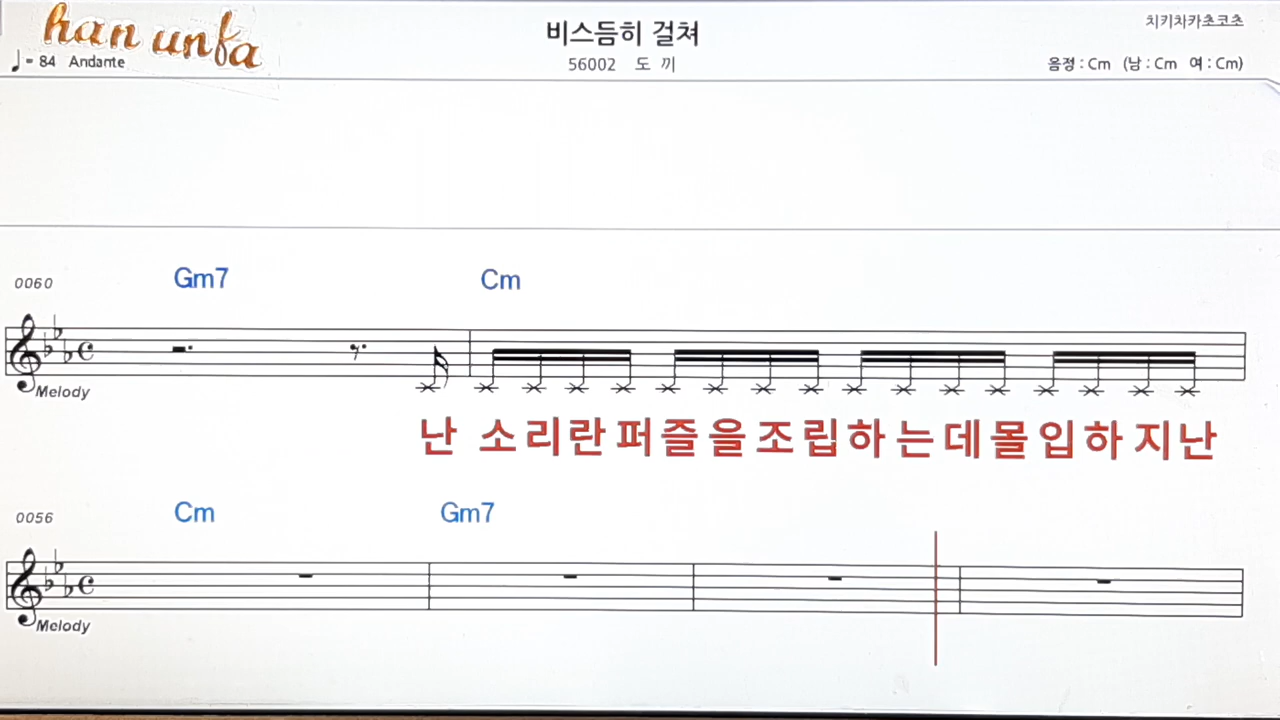 han unfa
비스듬히 걸쳐
치키차카초코초
♩= 84 Andante
56002 도 끼
음정 : Cm (남 : Cm 여 : Cm)
0060 Gm7 Cm
Melody
난 소리란퍼즐을조립하는데몰입하지난
0056 Cm Gm7
Melody